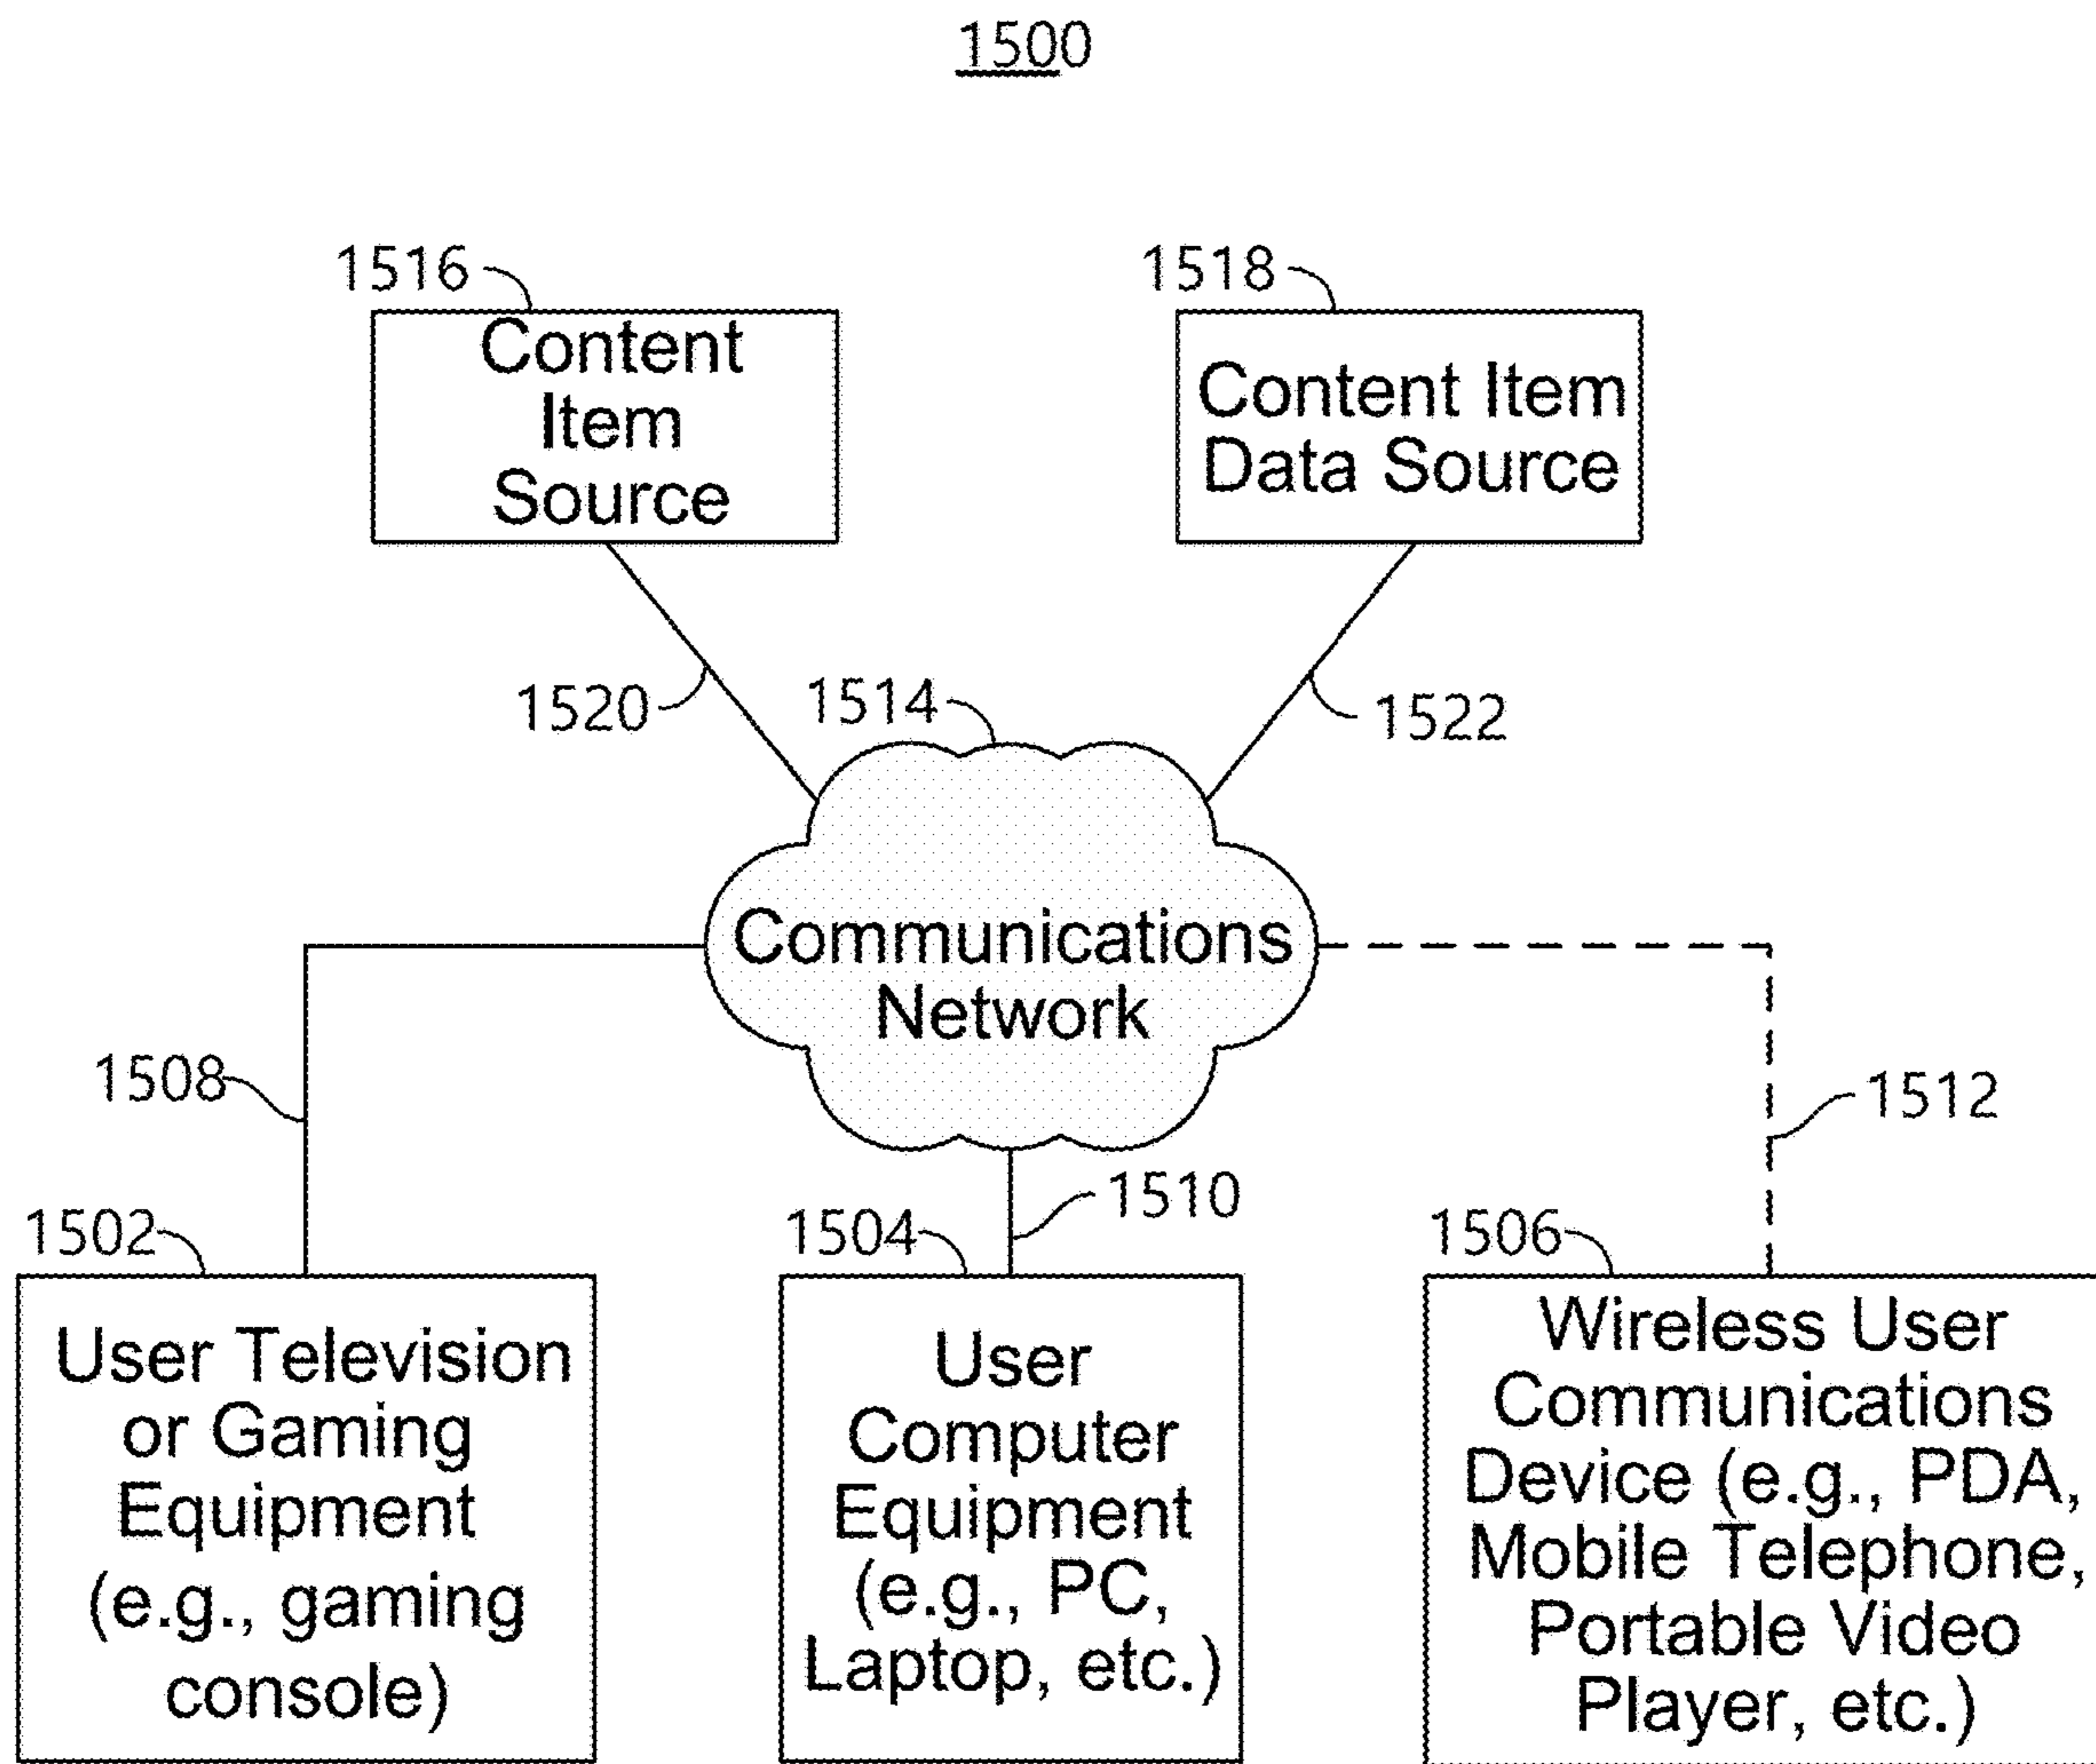 1500
1516
1518
Content
Item
Source
Content Item
Data Source
1520
1514
1522
Communications
Network
1508
1512
1510
1502
1504
1506
User Television
or Gaming
Equipment
(e.g., gaming
console)
User
Computer
Equipment
(e.g., PC,
Laptop, etc.)
Wireless User
Communications
Device (e.g., PDA,
Mobile Telephone,
Portable Video
Player, etc.)